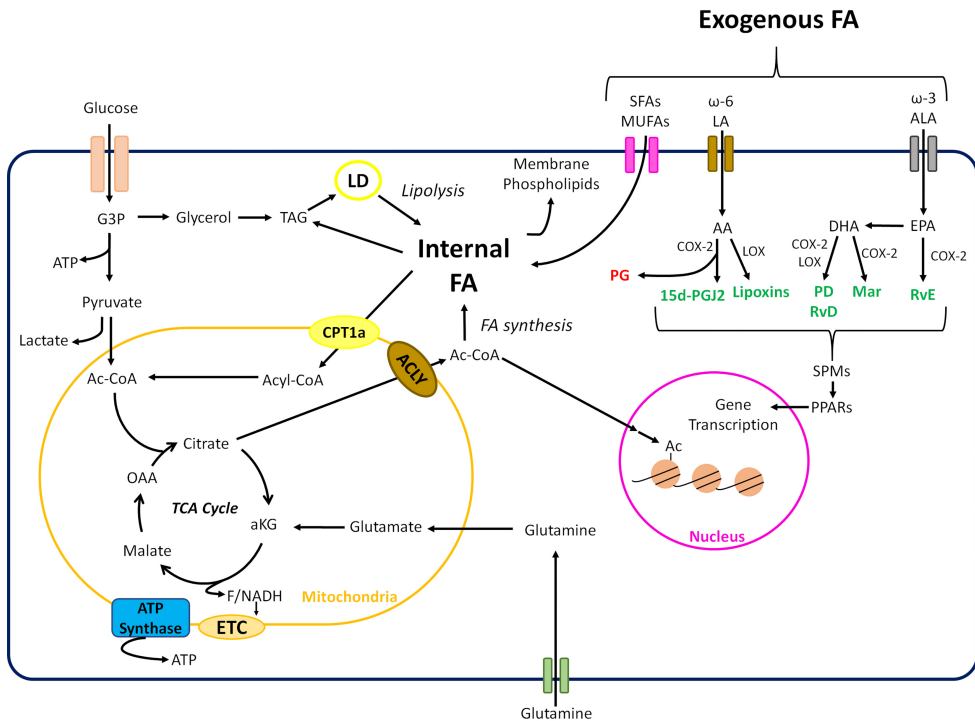 Exogenous FA
Glucose
SFAs
MUFAs
ω-6
LA
ω-3
ALA
LD
Lipolysis
Membrane
Phospholipids
G3P
Glycerol
TAG
Internal
FA
AA
DHA
EPA
COX-2
LOX
COX-2
LOX
COX-2
COX-2
ATP
PG
15d-PGJ2
Lipoxins
PD
RvD
Mar
RvE
Pyruvate
Lactate
CPT1a
FA synthesis
Ac-CoA
Acyl-CoA
ACLY
Ac-CoA
SPMs
PPARs
Gene
Transcription
Citrate
Ac
OAA
TCA Cycle
aKG
Glutamate
Glutamine
Malate
Nucleus
F/NADH
Mitochondria
ATP
Synthase
ETC
ATP
Glutamine